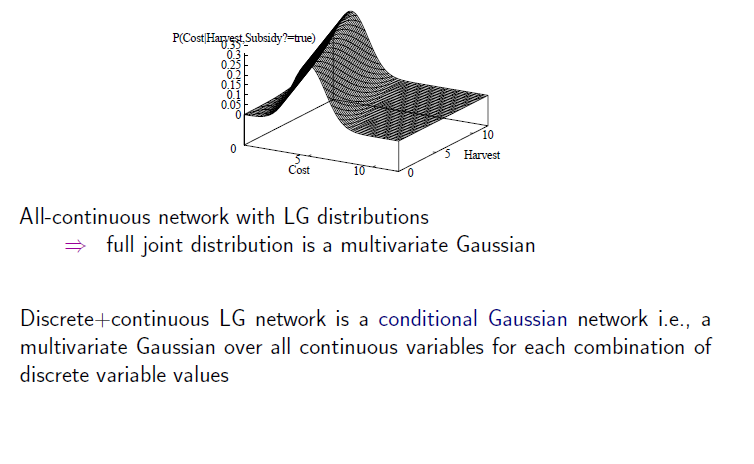 P(Cost|Harvest,Subsidy?=true)
0.35
0.3
0.25
0.2
0.15
0.1
0.05
0
0
5
10
Cost
0
5
10
Harvest
All-continuous network with LG distributions
⇒ full joint distribution is a multivariate Gaussian
Discrete+continuous LG network is a conditional Gaussian network i.e., a
multivariate Gaussian over all continuous variables for each combination of
discrete variable values